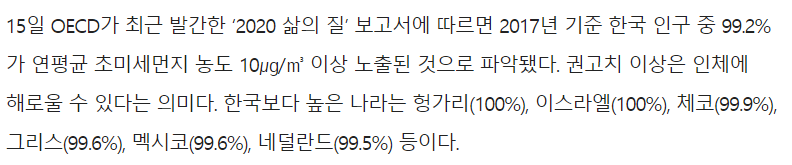 15일 OECD가 최근 발간한 ‘2020 삶의 질’ 보고서에 따르면 2017년 기준 한국 인구 중 99.2%
가 연평균 초미세먼지 농도 10㎍/㎥ 이상 노출된 것으로 파악됐다. 권고치 이상은 인체에
해로울 수 있다는 의미다. 한국보다 높은 나라는 헝가리(100%), 이스라엘(100%), 체코(99.9%),
그리스(99.6%), 멕시코(99.6%), 네덜란드(99.5%) 등이다.